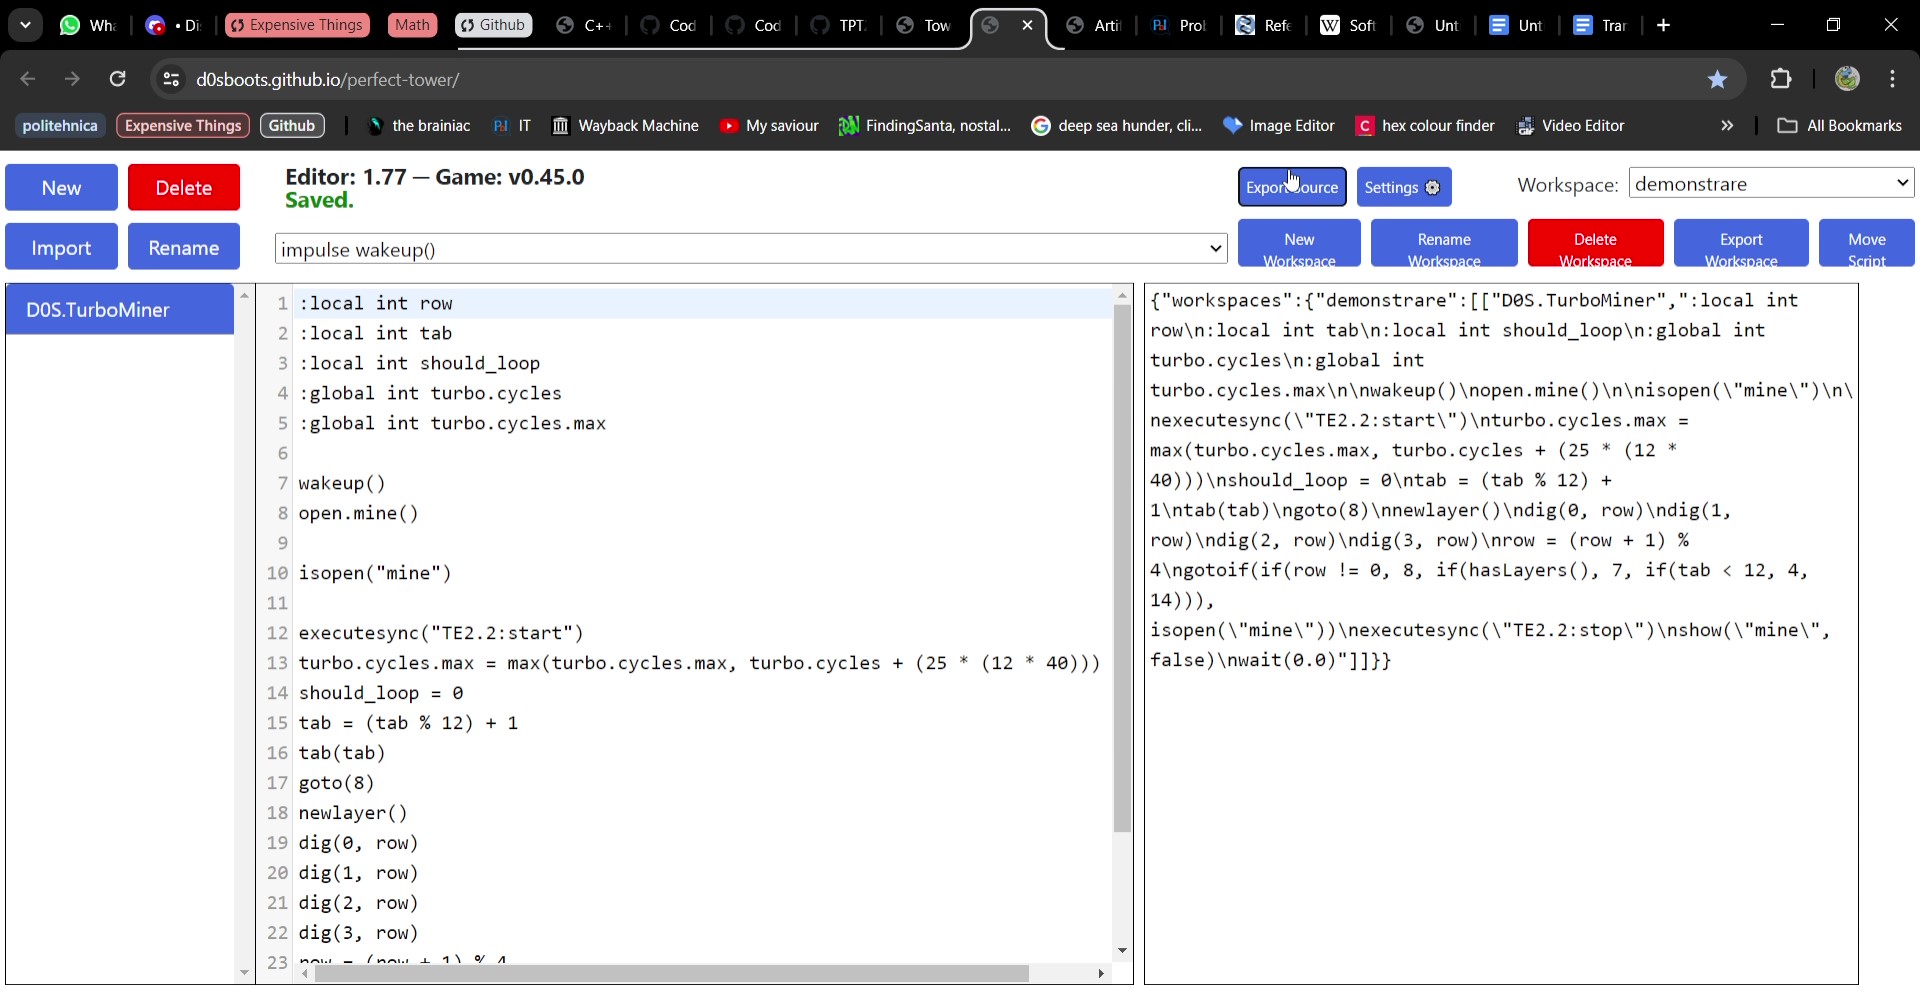 Wha
Di
Expensive Things
Math
Github
C++
Cod
Cod
TPT
Tow
Arti
Pro
Refe
Soft
Unt
Unt
Tran
d0sboots.github.io/perfect-tower/
politehnica
Expensive Things
Github
the brainiac
IT
Wayback Machine
My saviour
FindingSanta, nostal...
deep sea hunder, cli...
Image Editor
hex colour finder
Video Editor
All Bookmarks
New
Delete
Editor: 1.77 — Game: v0.45.0
Saved.
Export Source
Settings
Workspace:
demonstrare
Import
Rename
impulse wakeup()
New Workspace
Rename Workspace
Delete Workspace
Export Workspace
Move Script
D0S.TurboMiner
1 :local int row
2 :local int tab
3 :local int should_loop
4 :global int turbo.cycles
5 :global int turbo.cycles.max
6
7 wakeup()
8 open.mine()
9
10 isopen("mine")
11
12 executesync("TE2.2:start")
13 turbo.cycles.max = max(turbo.cycles.max, turbo.cycles + (25 * (12 * 40)))
14 should_loop = 0
15 tab = (tab % 12) + 1
16 tab(tab)
17 goto(8)
18 newlayer()
19 dig(0, row)
20 dig(1, row)
21 dig(2, row)
22 dig(3, row)
23 row = (row + 1) % 4
{"workspaces":{"demonstrare":[["D0S.TurboMiner",":local int
row\n:local int tab\n:local int should_loop\n:global int
turbo.cycles\n:global int
turbo.cycles.max\n\nwakeup()\nopen.mine()\n\nisopen(\"mine\")\n\
nexecutesync(\"TE2.2:start\")\nturbo.cycles.max =
max(turbo.cycles.max, turbo.cycles + (25 * (12 *
40)))\nshould_loop = 0\ntab = (tab % 12) +
1\ntab(tab)\ngoto(8)\nnewlayer()\ndig(0, row)\ndig(1,
row)\ndig(2, row)\ndig(3, row)\nrow = (row + 1) %
4\ngotoif(if(row != 0, 8, if(hasLayers(), 7, if(tab < 12, 4,
14))),
isopen(\"mine\"))\nexecutesync(\"TE2.2:stop\")\nshow(\"mine\",
false)\nwait(0.0)"]]}}